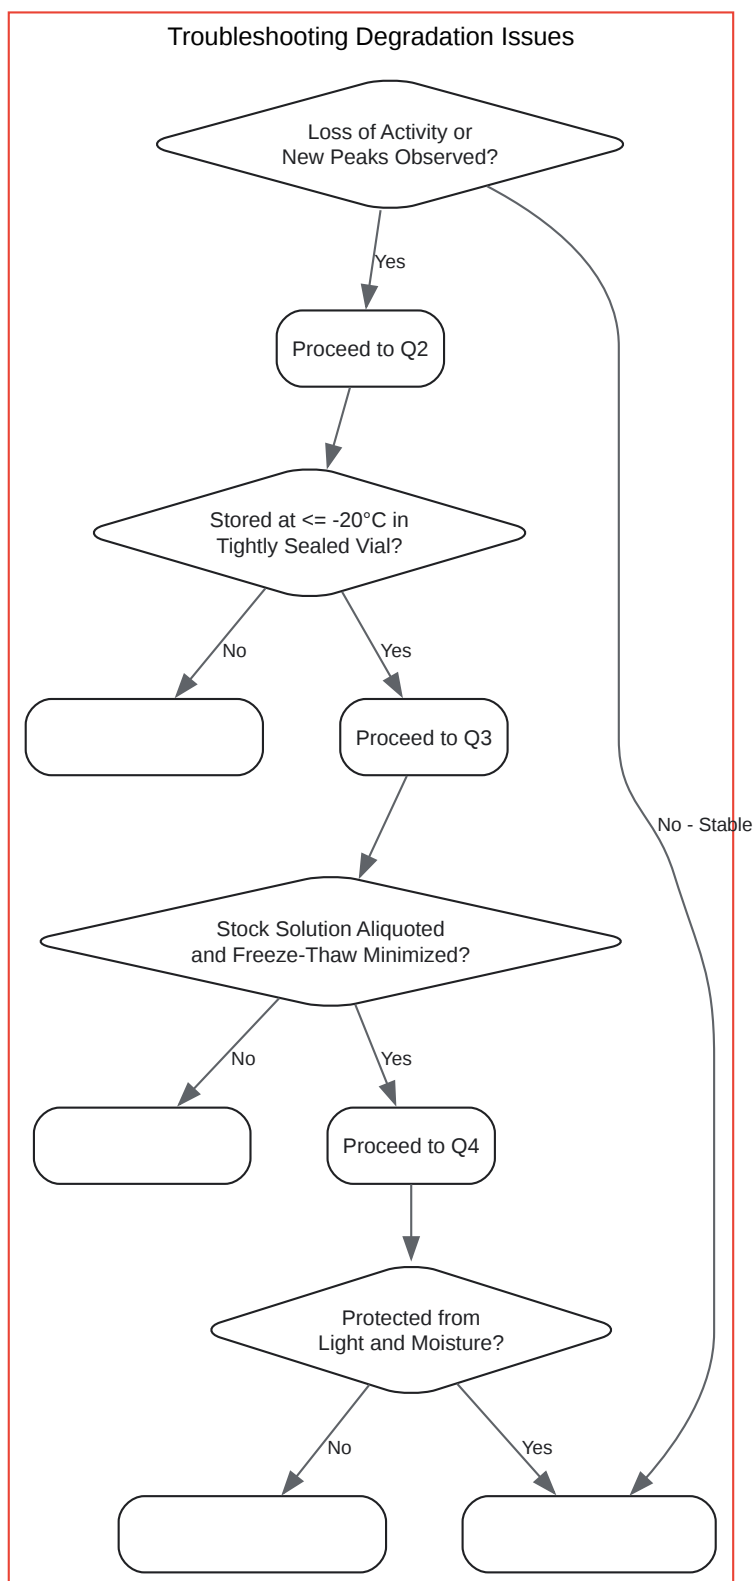 Troubleshooting Degradation Issues
Loss of Activity or
New Peaks Observed?
Yes
Proceed to Q2
Stored at <= -20°C in
Tightly Sealed Vial?
No
Yes
Proceed to Q3
No - Stable
Stock Solution Aliquoted
and Freeze-Thaw Minimized?
No
Yes
Proceed to Q4
Protected from
Light and Moisture?
No
Yes